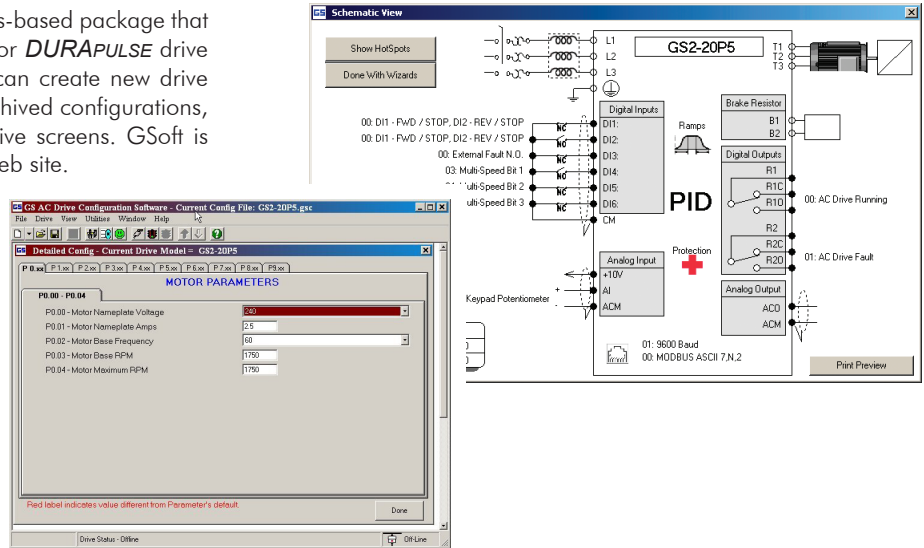 s-based package that
or DURAPULSE drive
can create new drive
hived configurations,
ive screens. GSoft is
eb site.
GS Schematic View
Show HotSpots
Done With Wizards
L1
L2
L3
GS2-20P5
T1
T2
T3
Digital Inputs
Ramps
Brake Resistor
B1
B2
00: DI1 - FWD / STOP, DI2 - REV / STOP
NC
DI1:
00: DI1 - FWD / STOP, DI2 - REV / STOP
NC
DI2:
00: External Fault N.O.
NC
DI3:
03: Multi-Speed Bit 1
NC
DI4:
ulti-Speed Bit 2
NC
DI5:
ulti-Speed Bit 3
NC
DI6:
CM
PID
Digital Outputs
R1
R1C
R1O
00: AC Drive Running
R2
R2C
R2O
01: AC Drive Fault
Protection
Analog Input
+10V
+ AI
- ACM
Keypad Potentiometer
Analog Output
ACO
ACM
01: 9600 Baud
00: MODBUS ASCII 7,N,2
Print Preview
GS AC Drive Configuration Software - Current Config File: GS2-20P5.gsc
File Drive View Utilities Window Help
GS Detailed Config - Current Drive Model = GS2-20P5
P 0.xx P 1.xx P 2.xx P 3.xx P 4.xx P 5.xx P 6.xx P 7.xx P 8.xx P9.xx
MOTOR PARAMETERS
P0.00 - P0.04
P0.00 - Motor Nameplate Voltage 240
P0.01 - Motor Nameplate Amps 2.5
P0.02 - Motor Base Frequency 60
P0.03 - Motor Base RPM 1750
P0.04 - Motor Maximum RPM 1750
Red label indicates value different from Parameter's default.
Done
Drive Status - Offline
Off-Line